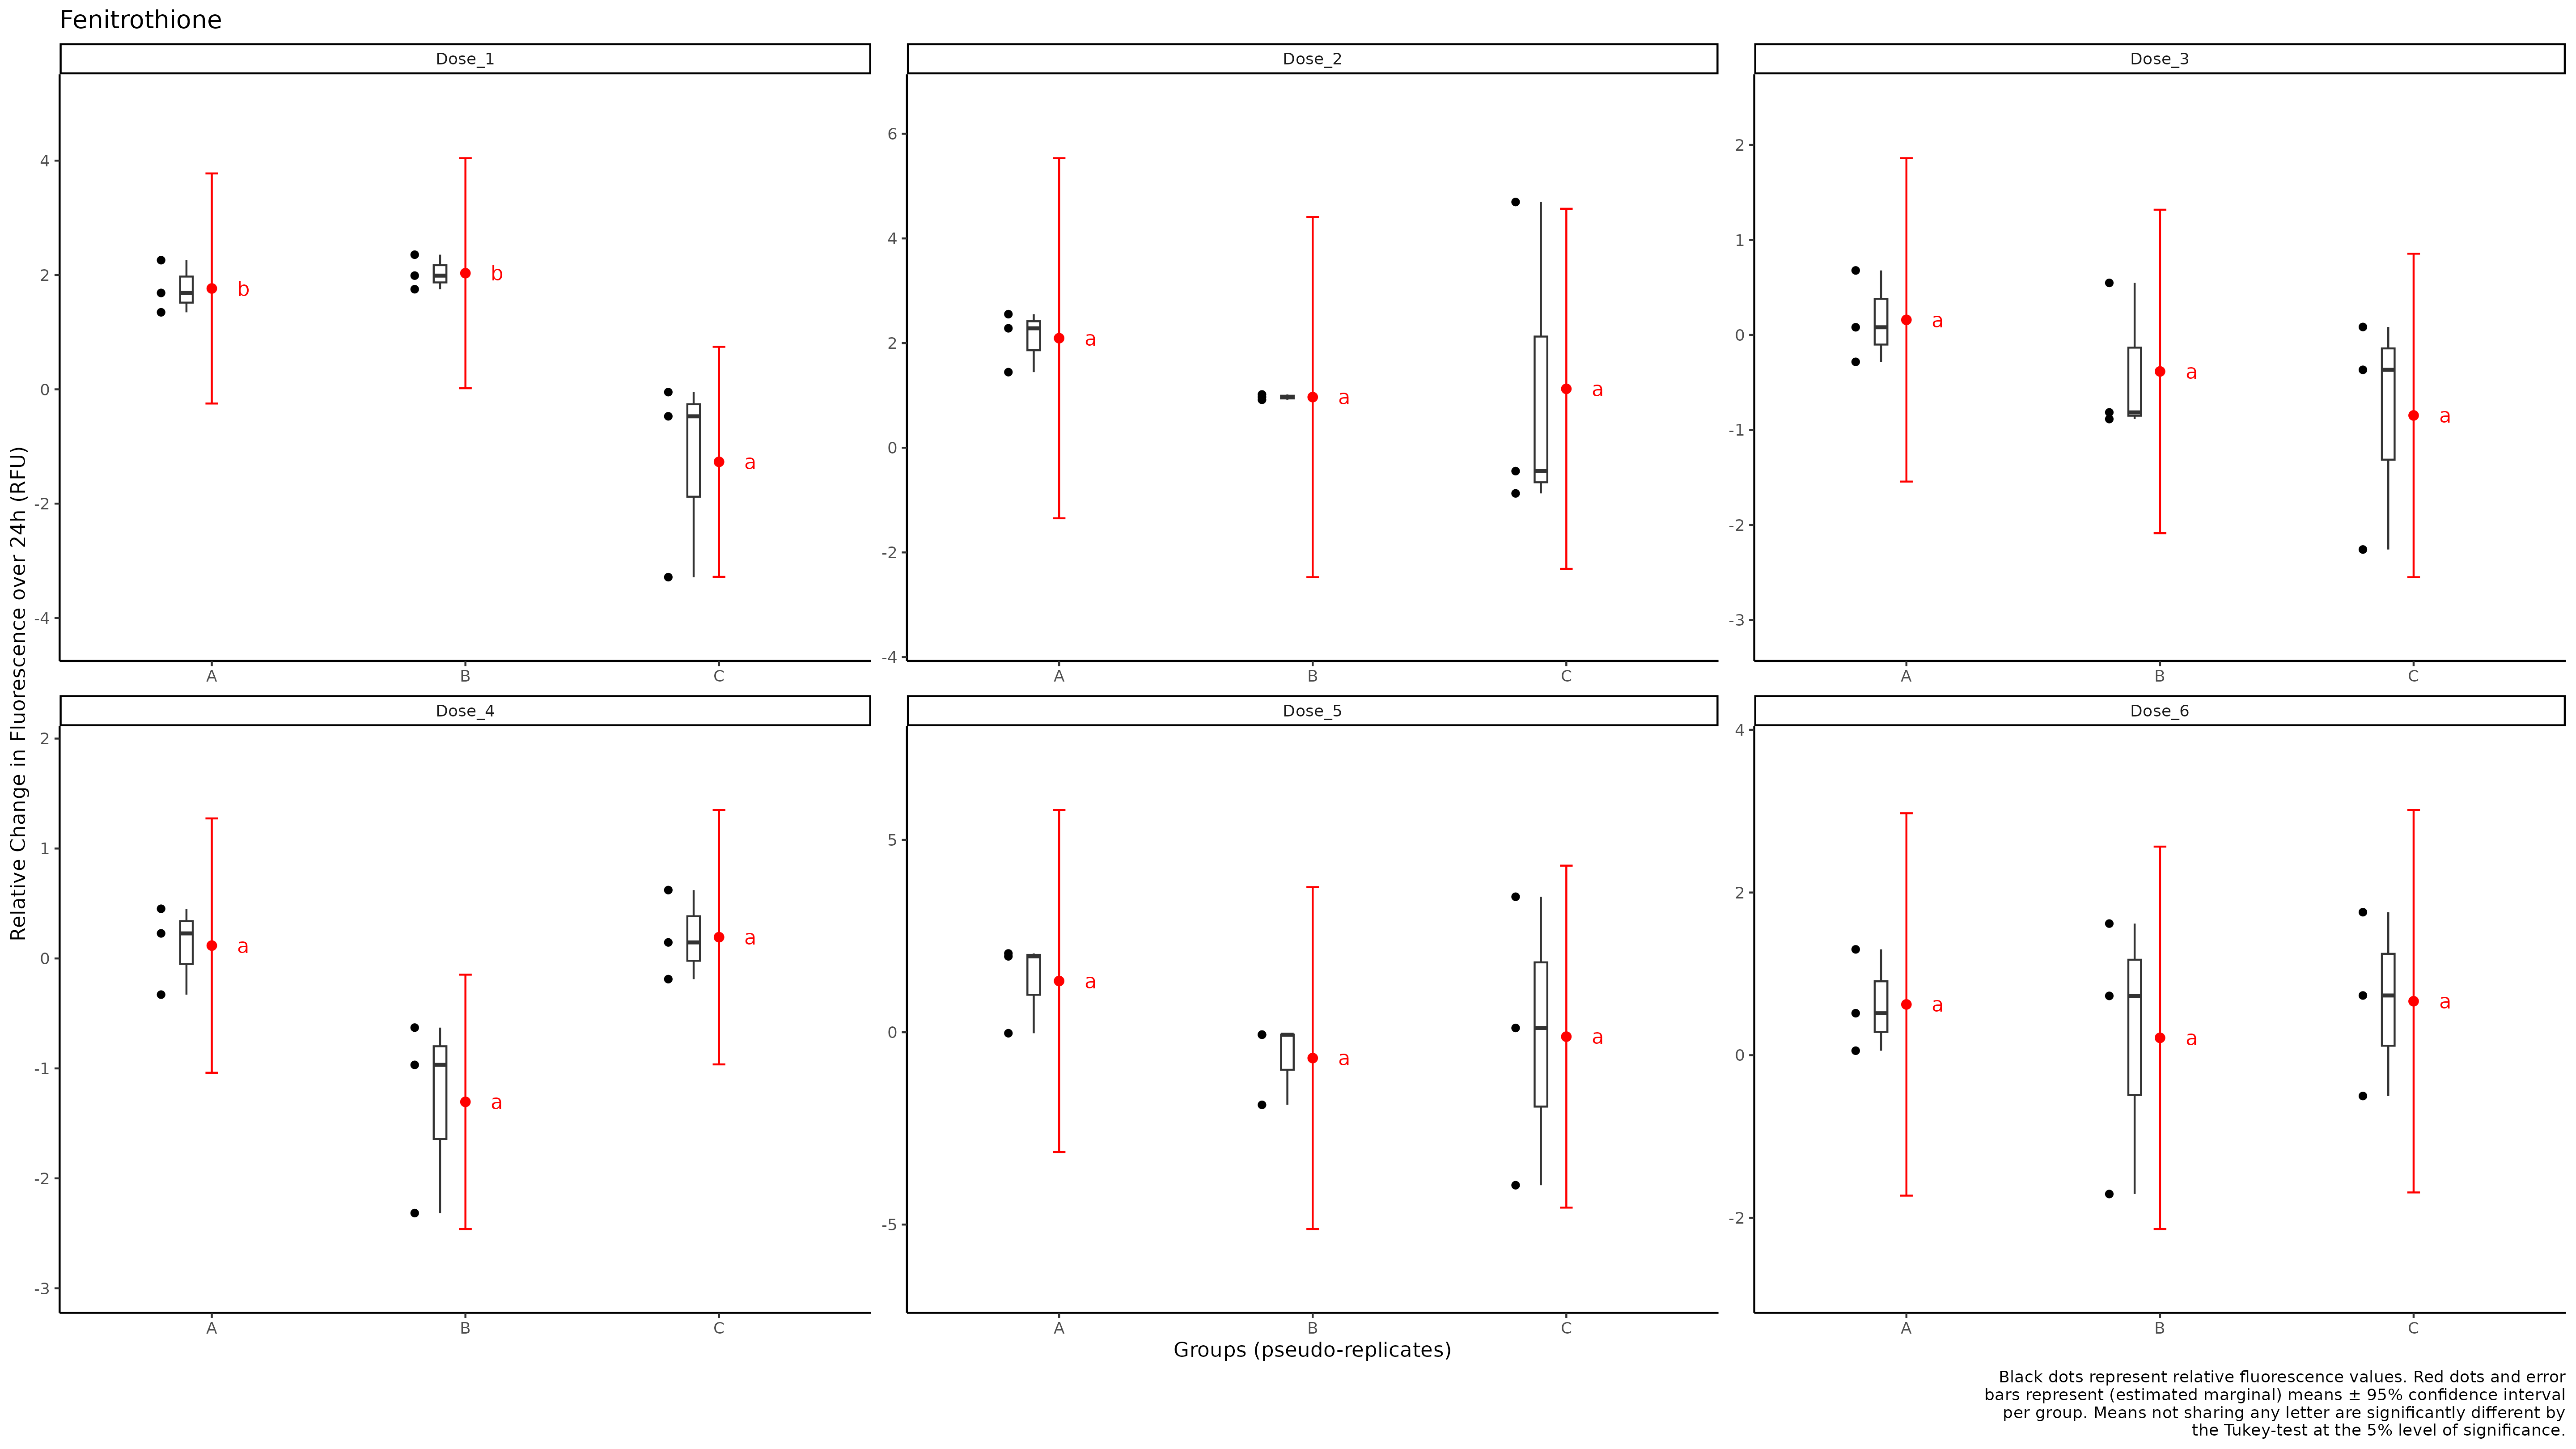 Fenitrothione
Relative Change in Fluorescence over 24h (RFU)
Dose_1
4
2
0
-2
-4
b
b
a
A
B
C
Dose_2
6
4
2
0
-2
-4
a
a
a
A
B
C
Dose_3
2
1
0
-1
-2
-3
a
a
a
A
B
C
Dose_4
2
1
0
-1
-2
-3
a
a
a
A
B
C
Dose_5
5
0
-5
a
a
a
A
B
C
Dose_6
4
2
0
-2
a
a
a
A
B
C
Groups (pseudo-replicates)
Black dots represent relative fluorescence values. Red dots and error
bars represent (estimated marginal) means ± 95% confidence interval
per group. Means not sharing any letter are significantly different by
the Tukey-test at the 5% level of significance.